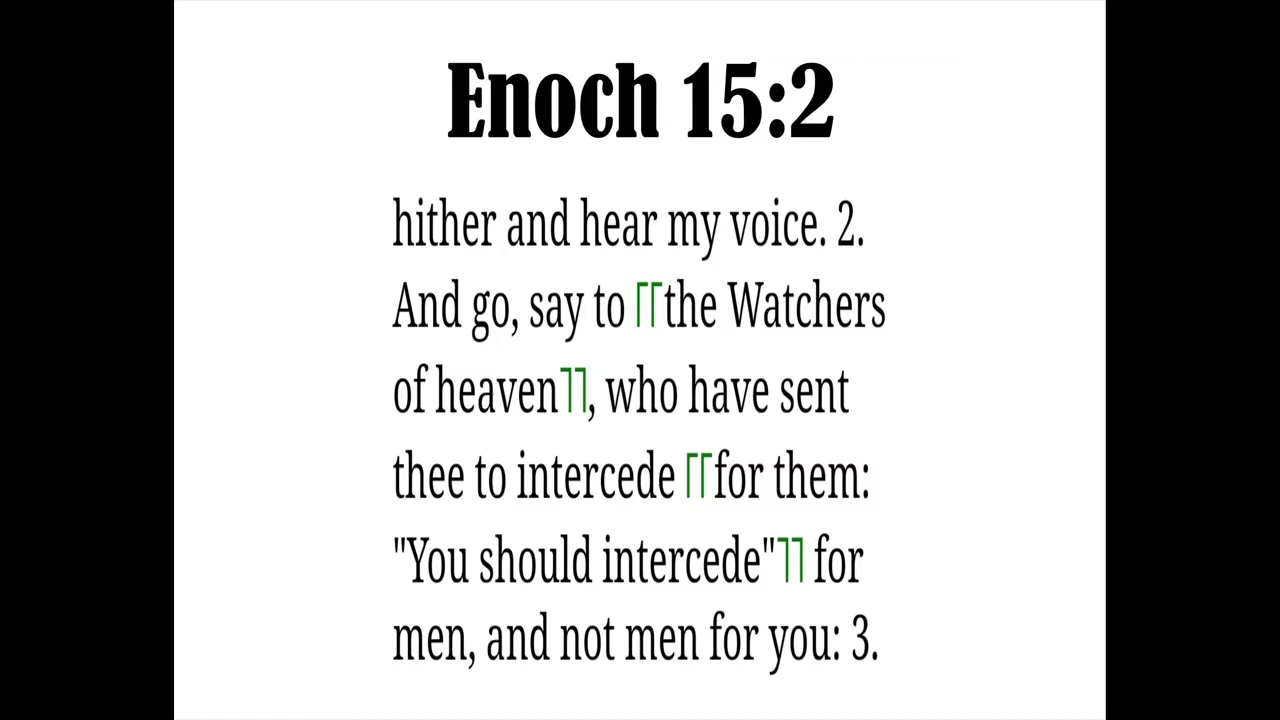 Enoch 15:2
hither and hear my voice. 2.
And go, say to ⌈⌈the Watchers
of heaven⌉⌉, who have sent
thee to intercede ⌈⌈for them:
"You should intercede"⌉⌉ for
men, and not men for you: 3.